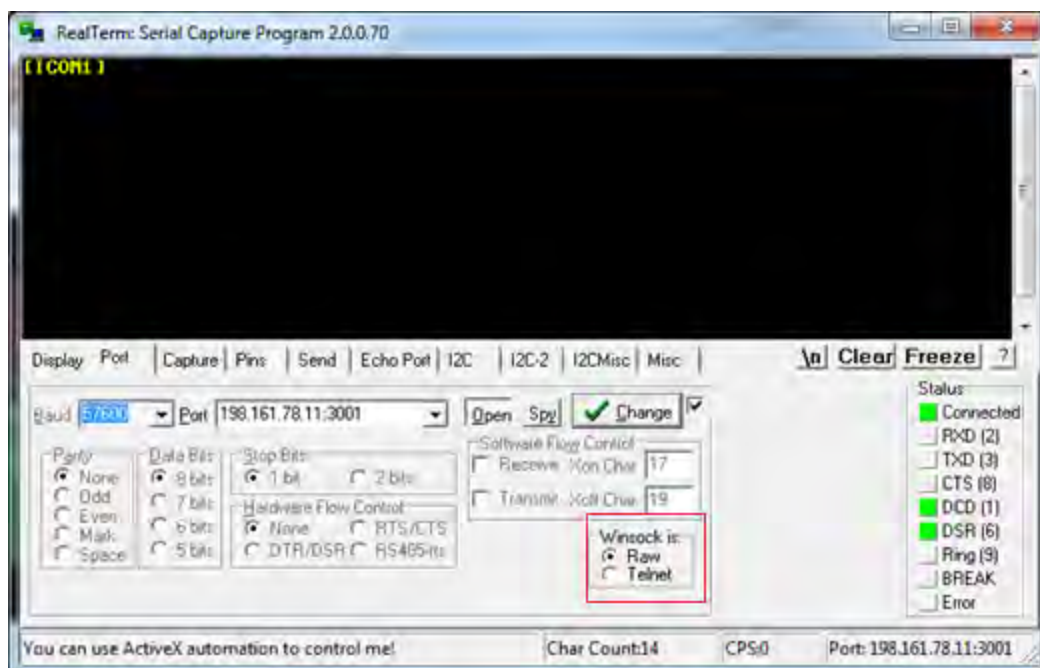 RealTerm: Serial Capture Program 2.0.0.70
[ICOM1]
Display Port Capture Pins Send Echo Port I2C I2C-2 I2CMisc Misc \n Clear Freeze ?
Baud 57600 Port 198.161.78.11:3001 Open Spy Change
Status
Connected
RXD (2)
TXD (3)
CTS (8)
DCD (1)
DSR (6)
Ring (9)
BREAK
Error
Parity
None
Odd
Even
Mark
Space
Data Bits
8 bits
7 bits
6 bits
5 bits
Stop Bits
1 bit 2 bits
Hardware Flow Control
None RTS/CTS
DTR/DSR RS485-rts
Software Flow Control
Receive Xon Char 17
Transmit Xoff Char 19
Winsock is:
Raw
Telnet
You can use ActiveX automation to control me! Char Count:14 CPS:0 Port: 198.161.78.11:3001